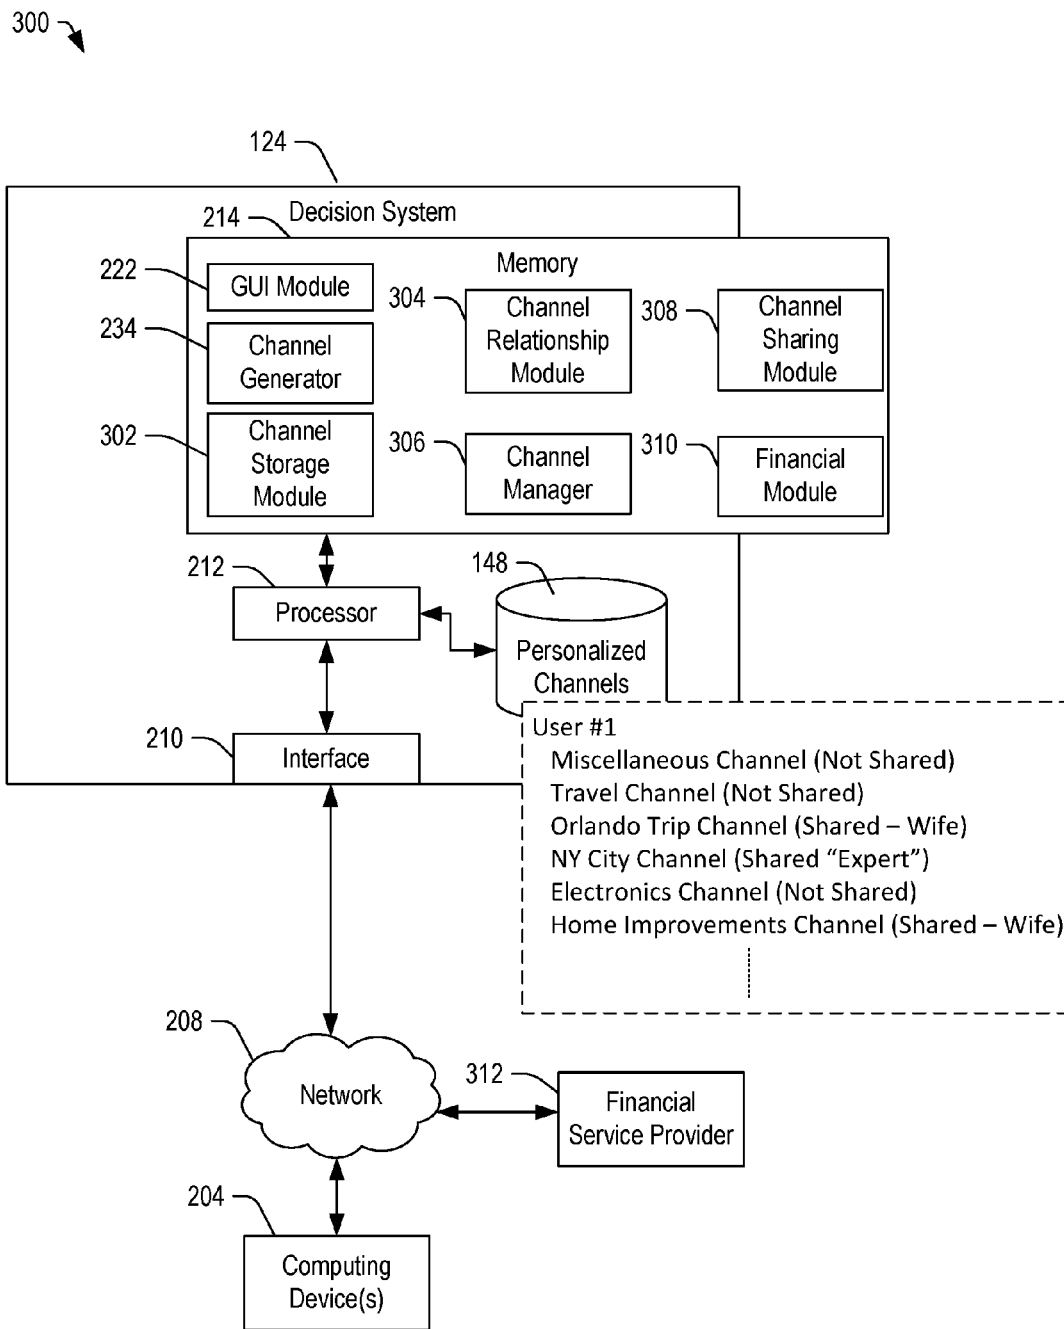 300
124
Decision System
214
Memory
222
GUI Module
304
Channel
Relationship
Module
308
Channel
Sharing
Module
234
Channel
Generator
302
Channel
Storage
Module
306
Channel
Manager
310
Financial
Module
212
Processor
148
Personalized
Channels
210
Interface
User #1
Miscellaneous Channel (Not Shared)
Travel Channel (Not Shared)
Orlando Trip Channel (Shared – Wife)
NY City Channel (Shared “Expert”)
Electronics Channel (Not Shared)
Home Improvements Channel (Shared – Wife)
208
Network
312
Financial
Service Provider
204
Computing
Device(s)